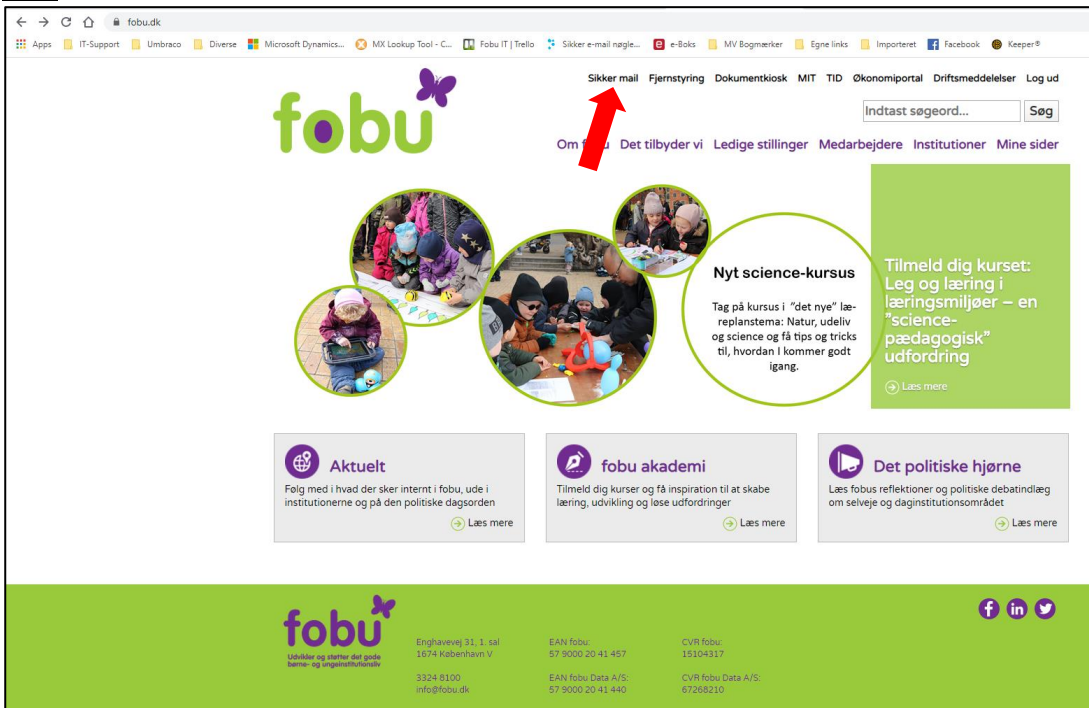 fobu.dk
Apps IT-Support Umbraco Diverse Microsoft Dynamics... MX Lookup Tool - C... Fobu IT | Trello Sikker e-mail nøgle... e-Boks MV Bogmærker Egne links Importeret Facebook Keeper®
Sikker mail Fjernstyring Dokumentkiosk MIT TID Økonomiportal Driftsmeddelelser Log ud
fobu
Indtast søgeord... Søg
Om Det tilbyder vi Ledige stillinger Medarbejdere Institutioner Mine sider
Nyt science-kursus
Tag på kursus i "det nye" læ-
replanstema: Natur, udeliv
og science og få tips og tricks
til, hvordan I kommer godt
igang.
Tilmeld dig kurset:
Leg og læring i
læringsmiljøer – en
"science-
pædagogisk"
udfordring
Læs mere
Aktuelt
Følg med i hvad der sker internt i fobu, ude i
institutionerne og på den politiske dagsorden
Læs mere
fobu akademi
Tilmeld dig kurser og få inspiration til at skabe
læring, udvikling og løse udfordringer
Læs mere
Det politiske hjørne
Læs fobus reflektioner og politiske debatindlæg
om selveje og daginstitutionsområdet
Læs mere
fobu
Udvikler og støtter det gode
børne- og ungeinstitutionsliv
Enghavevej 31, 1. sal
1674 København V
3324 8100
info@fobu.dk
EAN fobu:
57 9000 20 41 457
EAN fobu Data A/S:
57 9000 20 41 440
CVR fobu:
15104317
CVR fobu Data A/S:
67268210